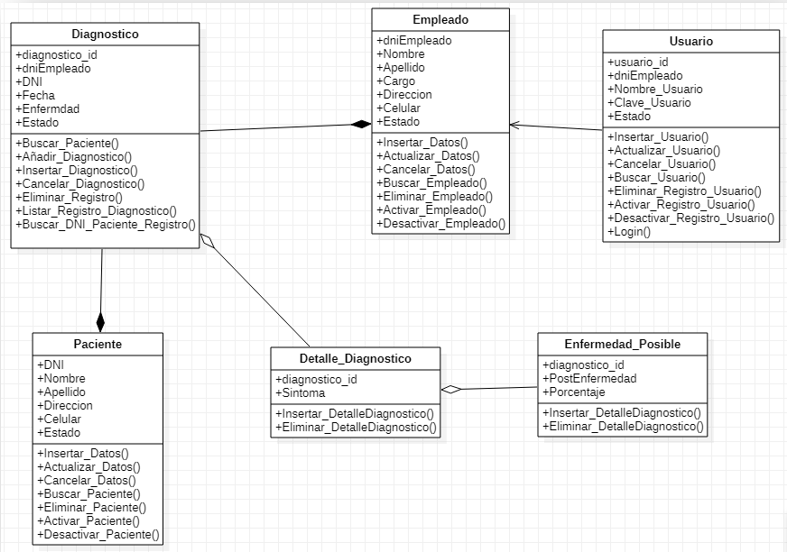 Diagnostico
+diagnostico_id
+dniEmpleado
+DNI
+Fecha
+Enfermdad
+Estado
+Buscar_Paciente()
+Añadir_Diagnostico()
+Insertar_Diagnostico()
+Cancelar_Diagnostico()
+Eliminar_Registro()
+Listar_Registro_Diagnostico()
+Buscar_DNI_Paciente_Registro()
Empleado
+dniEmpleado
+Nombre
+Apellido
+Cargo
+Direccion
+Celular
+Estado
+Insertar_Datos()
+Actualizar_Datos()
+Cancelar_Datos()
+Buscar_Empleado()
+Eliminar_Empleado()
+Activar_Empleado()
+Desactivar_Empleado()
Usuario
+usuario_id
+dniEmpleado
+Nombre_Usuario
+Clave_Usuario
+Estado
+Insertar_Usuario()
+Actualizar_Usuario()
+Cancelar_Usuario()
+Buscar_Usuario()
+Eliminar_Registro_Usuario()
+Activar_Registro_Usuario()
+Desactivar_Registro_Usuario()
+Login()
Paciente
+DNI
+Nombre
+Apellido
+Direccion
+Celular
+Estado
+Insertar_Datos()
+Actualizar_Datos()
+Cancelar_Datos()
+Buscar_Paciente()
+Eliminar_Paciente()
+Activar_Paciente()
+Desactivar_Paciente()
Detalle_Diagnostico
+diagnostico_id
+Sintoma
+Insertar_DetalleDiagnostico()
+Eliminar_DetalleDiagnostico()
Enfermedad_Posible
+diagnostico_id
+PostEnfermedad
+Porcentaje
+Insertar_DetalleDiagnostico()
+Eliminar_DetalleDiagnostico()